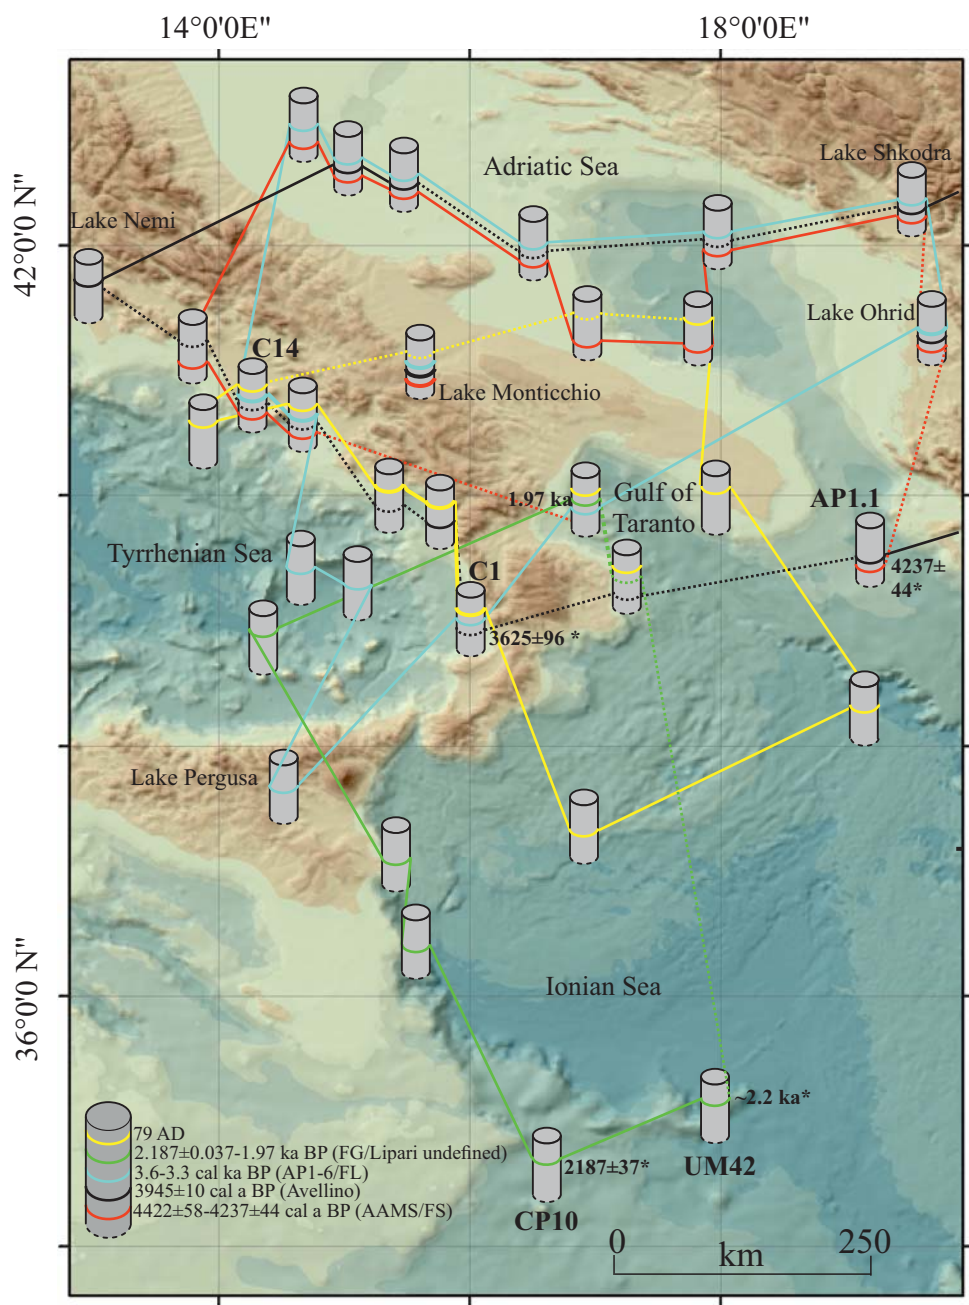 14°0'0E"
18°0'0E"
Adriatic Sea
Lake Shkodra
Lake Nemi
42°0'0 N"
Lake Ohrid
C14
Lake Monticchio
1.97 ka
Gulf of
Taranto
AP1.1
Tyrrhenian Sea
C1
4237±
44*
3625±96 *
Lake Pergusa
36°0'0 N"
Ionian Sea
~2.2 ka*
79 AD
2.187±0.037-1.97 ka BP (FG/Lipari undefined)
3.6-3.3 cal ka BP (AP1-6/FL)
3945±10 cal a BP (Avellino)
4422±58-4237±44 cal a BP (AAMS/FS)
2187±37*
UM42
CP10
0
250
km